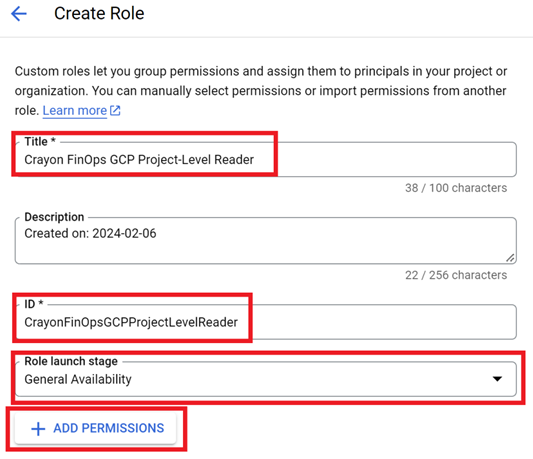 Create Role
Custom roles let you group permissions and assign them to principals in your project or
organization. You can manually select permissions or import permissions from another
role. Learn more
Title *
Crayon FinOps GCP Project-Level Reader
38 / 100 characters
Description
Created on: 2024-02-06
22 / 256 characters
ID *
CrayonFinOpsGCPProjectLevelReader
Role launch stage
General Availability
ADD PERMISSIONS